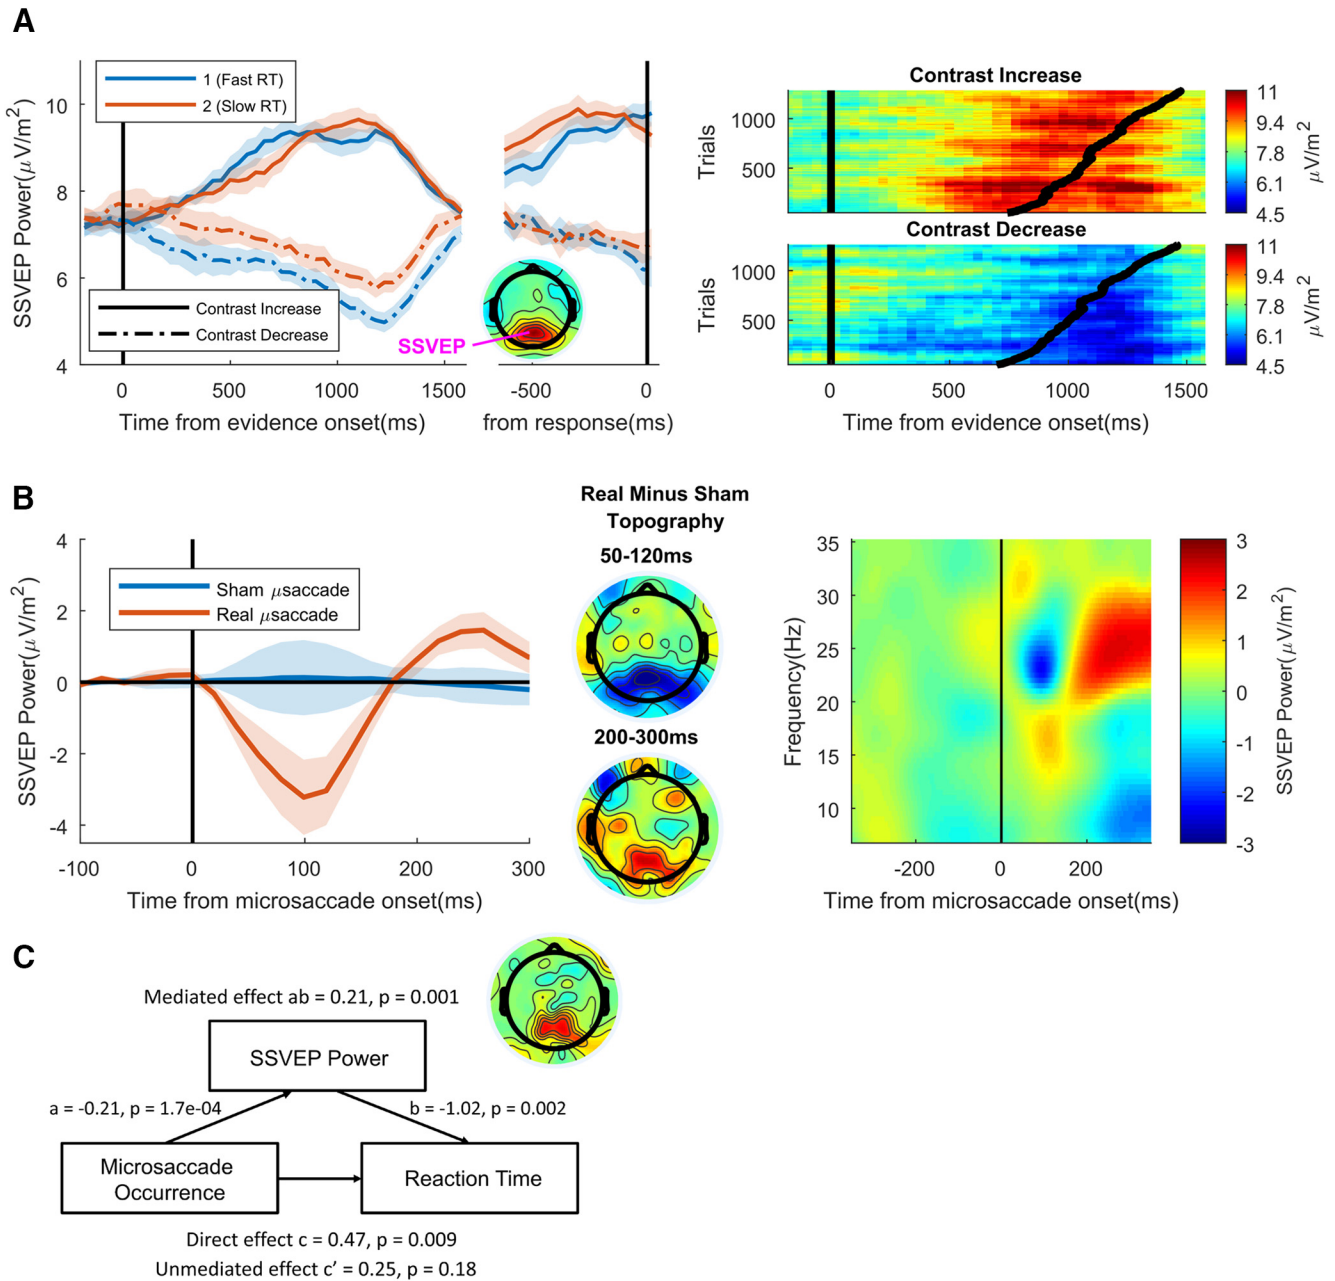 A
1 (Fast RT)
2 (Slow RT)
SSVEP Power(μV/m²)
10
8
6
4
Contrast Increase
Contrast Decrease
SSVEP
0
500
1000
1500
-500
0
Time from evidence onset(ms)
from response(ms)
Contrast Increase
Trials
1000
500
11
9.4
7.8
6.1
4.5
μV/m²
Contrast Decrease
Trials
1000
500
11
9.4
7.8
6.1
4.5
μV/m²
0
500
1000
1500
Time from evidence onset(ms)
B
SSVEP Power(μV/m²)
4
2
0
-2
-4
Sham μsaccade
Real μsaccade
-100
0
100
200
300
Time from microsaccade onset(ms)
Real Minus Sham
Topography
50-120ms
200-300ms
Frequency(Hz)
35
30
25
20
15
10
-200
0
200
Time from microsaccade onset(ms)
3
2
1
0
-1
-2
-3
SSVEP Power(μV/m²)
C
Mediated effect ab = 0.21, p = 0.001
SSVEP Power
a = -0.21, p = 1.7e-04
b = -1.02, p = 0.002
Microsaccade
Occurrence
Reaction Time
Direct effect c = 0.47, p = 0.009
Unmediated effect c’ = 0.25, p = 0.18